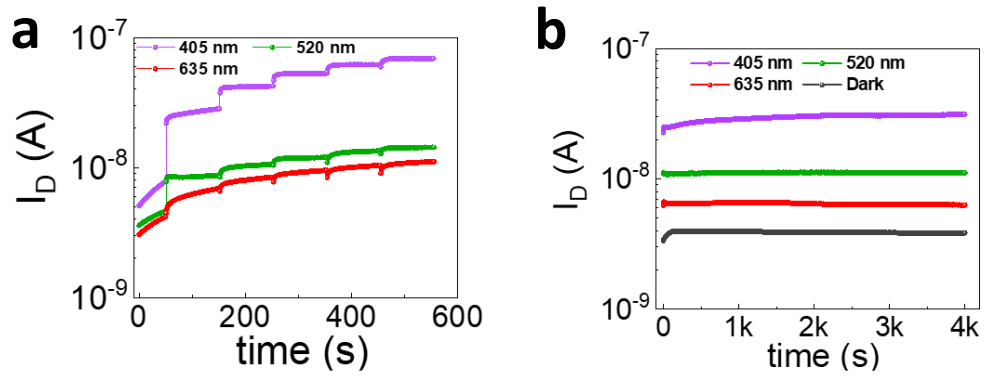 a
10⁻⁷
10⁻⁸
10⁻⁹
I_D (A)
405 nm
520 nm
635 nm
0
200
400
600
time (s)
b
10⁻⁷
10⁻⁸
10⁻⁹
I_D (A)
405 nm
520 nm
635 nm
Dark
0
1k
2k
3k
4k
time (s)